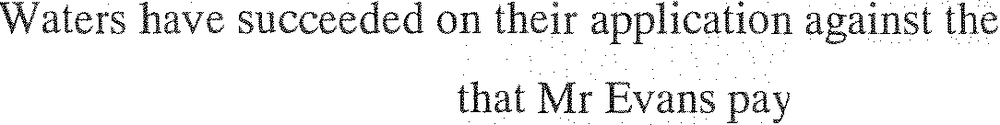 Waters have succeeded on their application against the
that Mr Evans pay